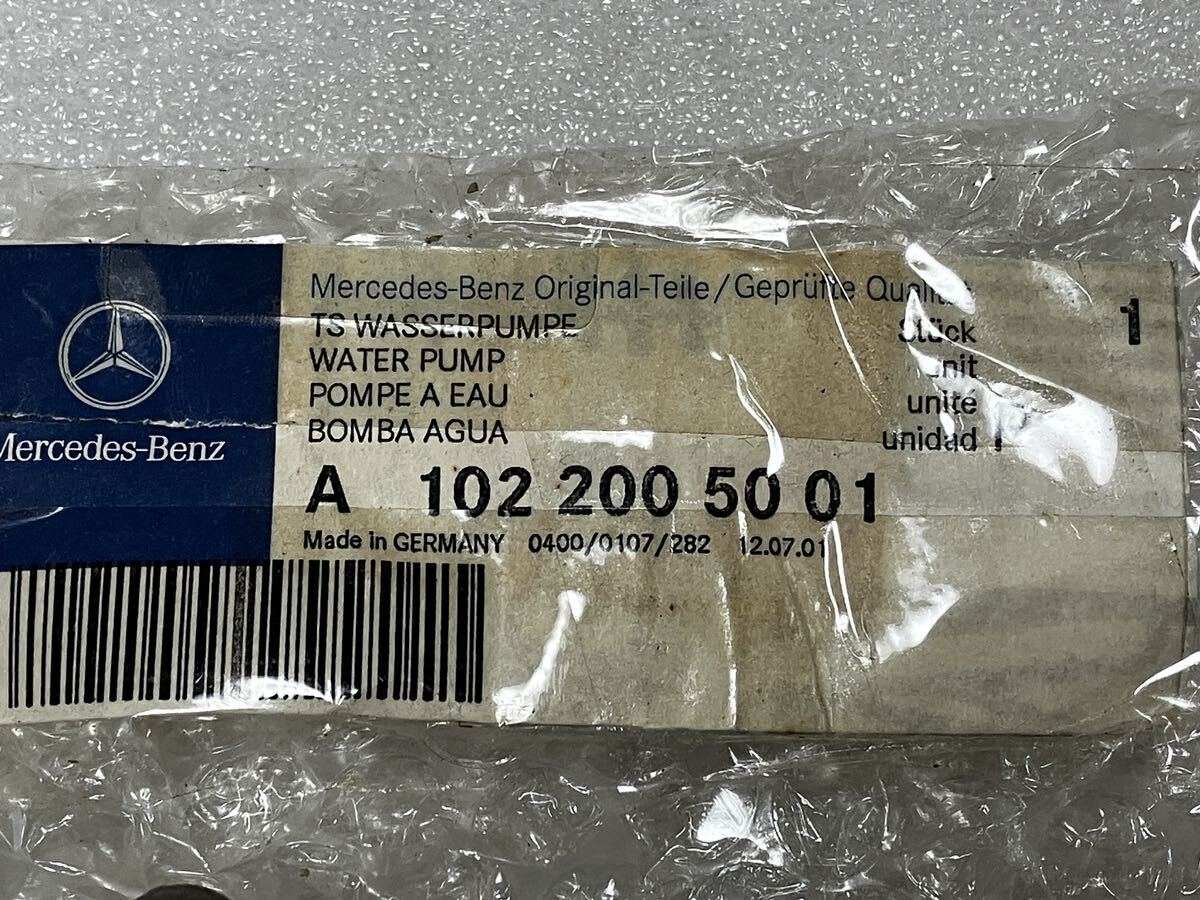 Mercedes-Benz Original-Teile/Geprüfte Qualität
TS WASSERPUMPE Stück 1
WATER PUMP unit
POMPE A EAU unité
BOMBA AGUA unidad
A 102 200 50 01
Made in GERMANY 0400/0107/282 12.07.01
Mercedes-Benz